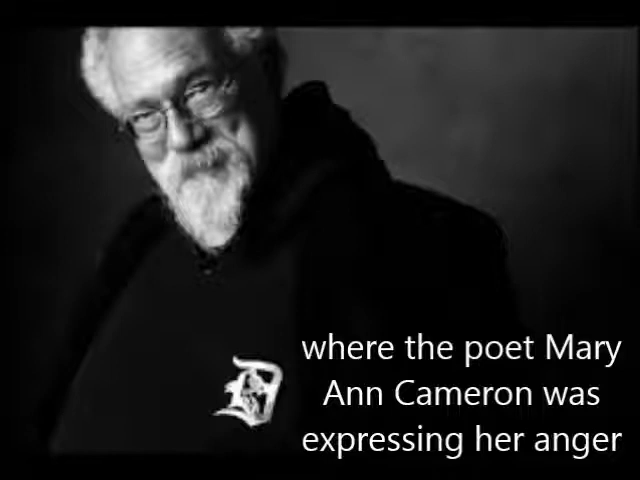 where the poet Mary
Ann Cameron was
expressing her anger